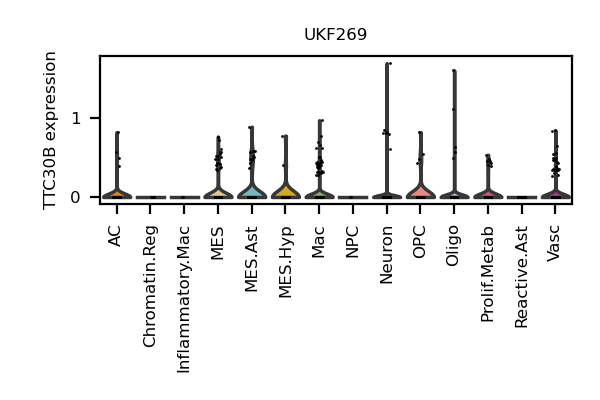 UKF269
TTC30B expression
1
0
AC
Chromatin.Reg
Inflammatory.Mac
MES
MES.Ast
MES.Hyp
Mac
NPC
Neuron
OPC
Oligo
Prolif.Metab
Reactive.Ast
Vasc